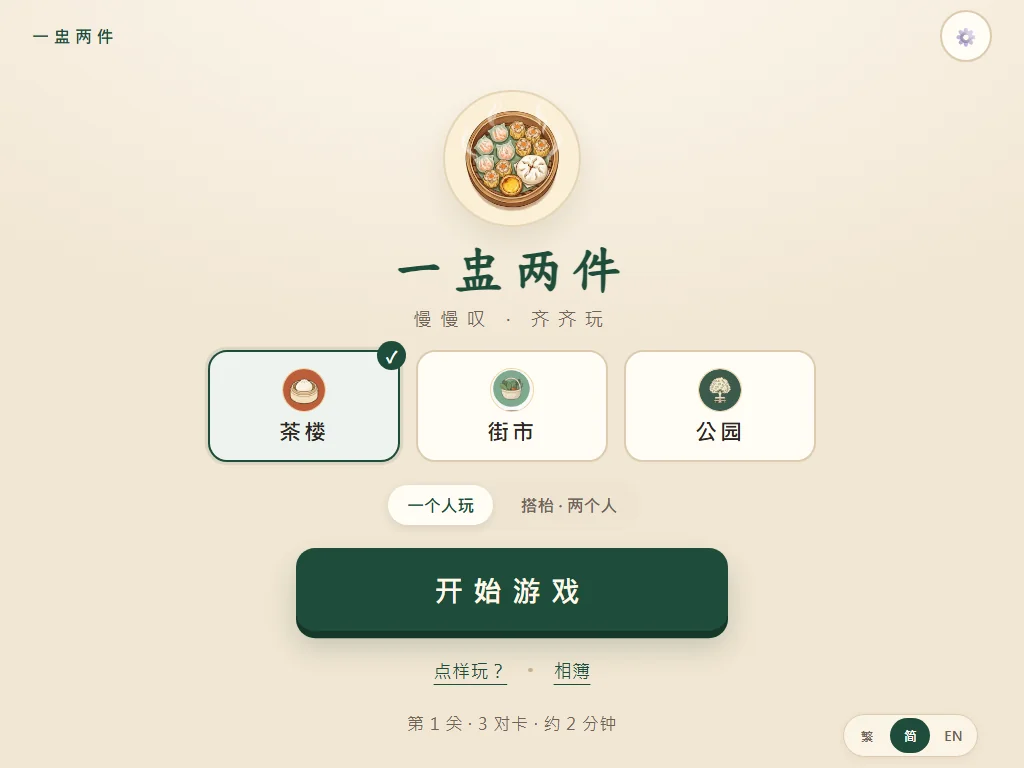 一盅两件
一盅两件
慢慢叹 · 齐齐玩
茶楼
街市
公园
一个人玩
搭枱 · 两个人
开始游戏
点样玩？ • 相簿
第 1 关 · 3 对卡 · 约 2 分钟
繁 简 EN